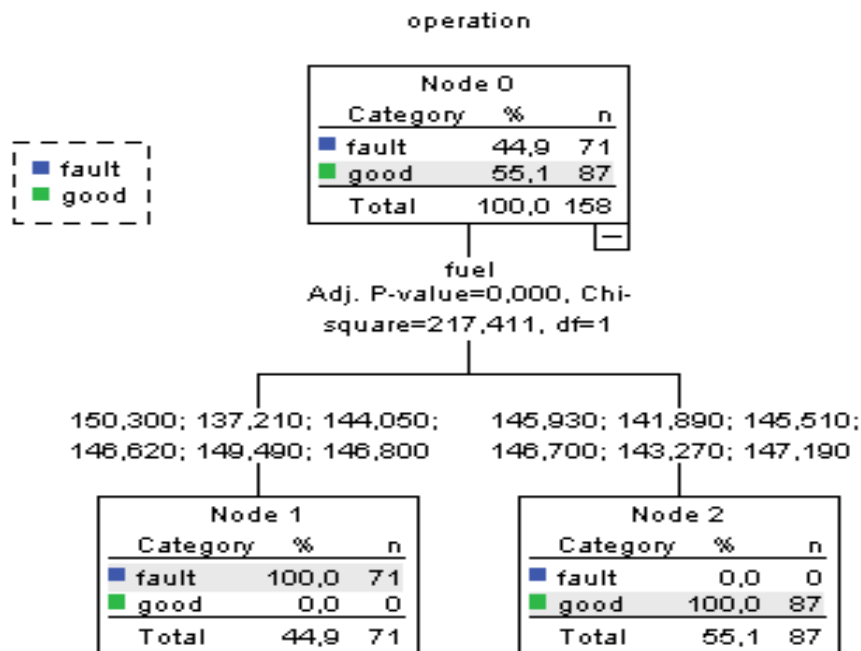 operation
fault
good
Node 0
Category % n
fault 44,9 71
good 55,1 87
Total 100,0 158
fuel
Adj. P-value=0,000, Chi-
square=217,411, df=1
150,300; 137,210; 144,050;
146,620; 149,490; 146,800
145,930; 141,890; 145,510;
146,700; 143,270; 147,190
Node 1
Category % n
fault 100,0 71
good 0,0 0
Total 44,9 71
Node 2
Category % n
fault 0,0 0
good 100,0 87
Total 55,1 87